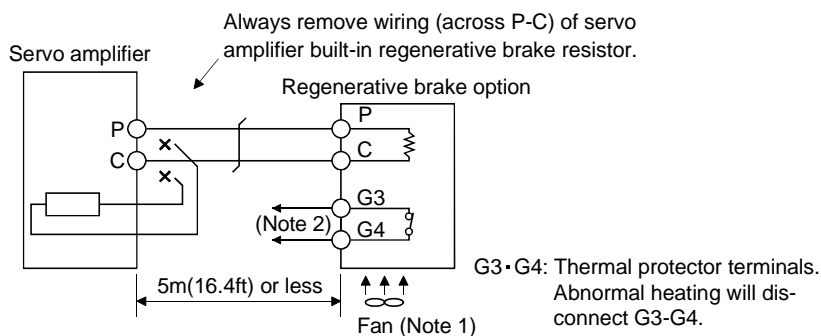 Always remove wiring (across P-C) of servo
amplifier built-in regenerative brake resistor.
Servo amplifier
Regenerative brake option
P
P
C
C
G3
(Note 2)
G4
G3·G4: Thermal protector terminals.
Abnormal heating will dis-
connect G3-G4.
5m(16.4ft) or less
Fan (Note 1)